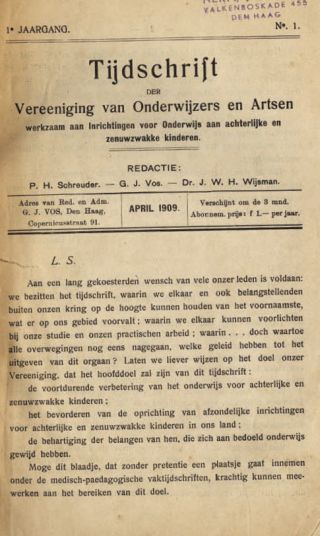 VALKENBOSKADE 455
DEN HAAG
1e JAARGANG.
No. 1.
Tijdschrift
DER
Vereeniging van Onderwijzers en Artsen
werkzaam aan Inrichtingen voor Onderwijs aan achterlijke en
zenuwzwakke kinderen.
REDACTIE:
P. H. Schreuder. — G. J. Vos. — Dr. J. W. H. Wijsman.
Adres van Red. en Adm.
G. J. VOS, Den Haag,
Copernicusstraat 91.
APRIL 1909.
Verschijnt om de 3 mnd.
Abonnem. prijs: f 1.— per jaar.
L. S.
Aan een lang gekoesterden wensch van vele onzer leden is voldaan:
we bezitten het tijdschrift, waarin we elkaar en ook belangstellenden
buiten onzen kring op de hoogte kunnen houden van het voornaamste,
wat er op ons gebied voorvalt; waarin we elkaar kunnen voorlichten
bij onze studie en onzen practischen arbeid; waarin . . . doch waartoe
alle overwegingen nog eens nagegaan, welke geleid hebben tot het
uitgeven van dit orgaan? Laten we liever wijzen op het doel onzer
Vereeniging, dat het hoofddoel zal zijn van dit tijdschrift:
de voortdurende verbetering van het onderwijs voor achterlijke en
zenuwzwakke kinderen;
het bevorderen van de oprichting van afzonderlijke inrichtingen
voor achterlijke en zenuwzwakke kinderen in ons land;
de behartiging der belangen van hen, die zich aan bedoeld onderwijs
gewijd hebben.
Moge dit blaadje, dat zonder pretentie een plaatsje gaat innemen
onder de medisch-paedagogische vaktijdschriften, krachtig kunnen mee-
werken aan het bereiken van dit doel.